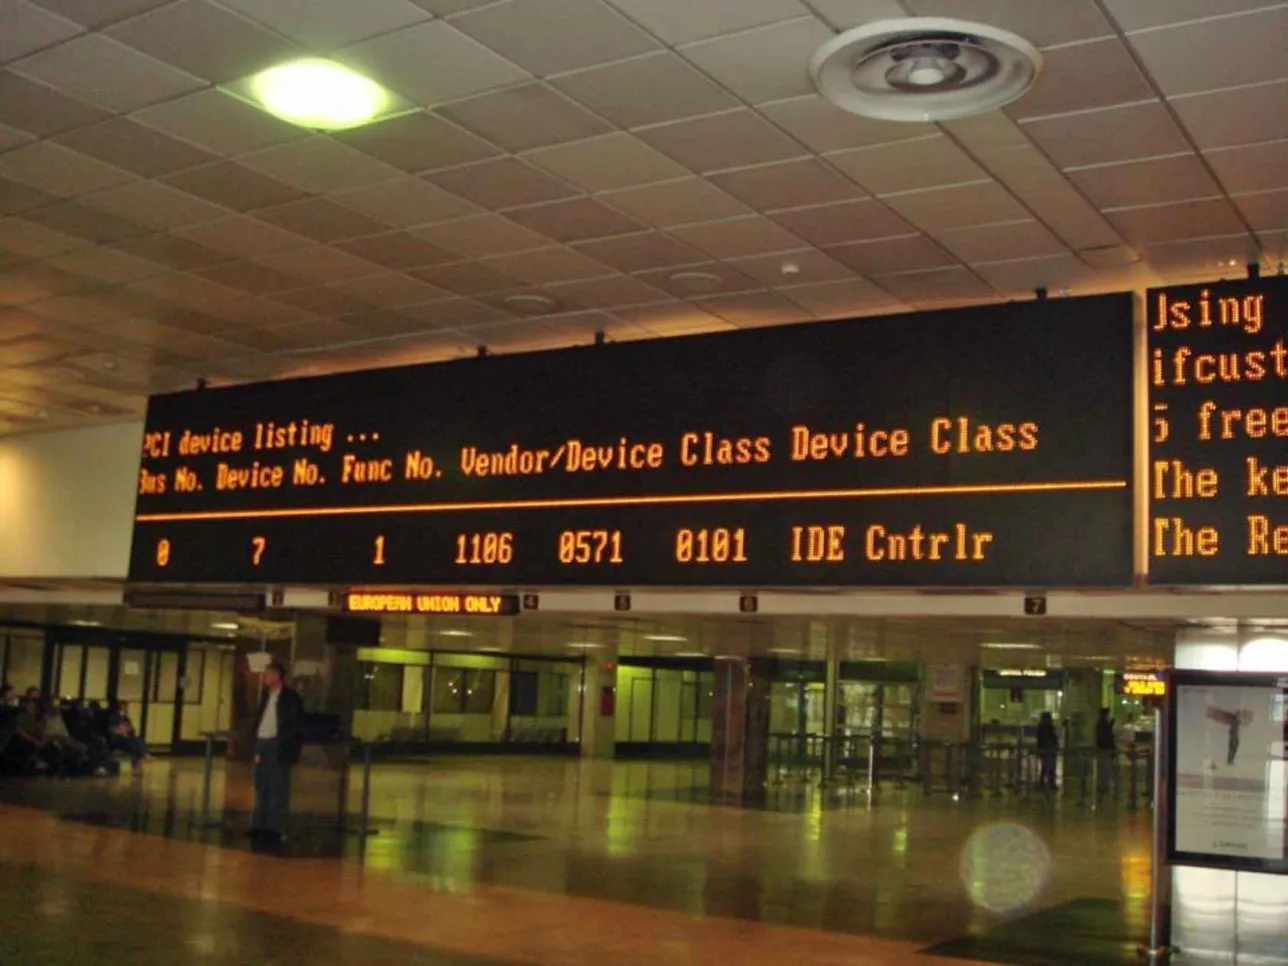 PCI device listing ...
Bus No. Device No. Func No. Vendor/Device Class Device Class
0 7 1 1106 0571 0101 IDE Cntrlr
Using
ifcust
5 free
The ke
The Re
EUROPEAN UNION ONLY
4
5
6
7